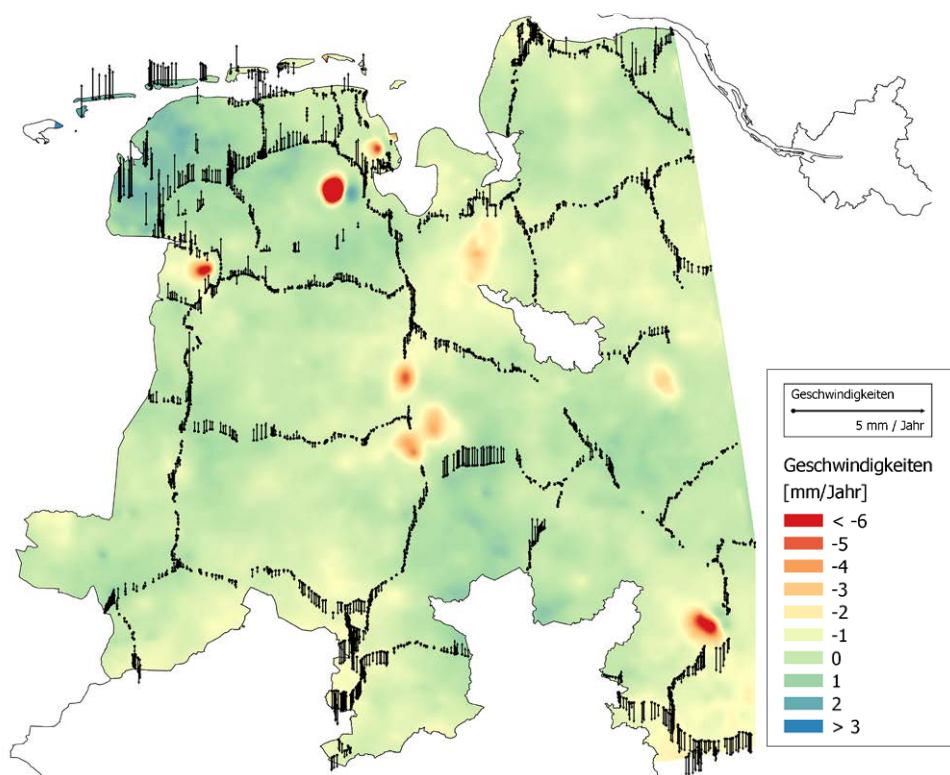 Geschwindigkeiten
5 mm / Jahr
Geschwindigkeiten
[mm/Jahr]
< -6
-5
-4
-3
-2
-1
0
1
2
> 3